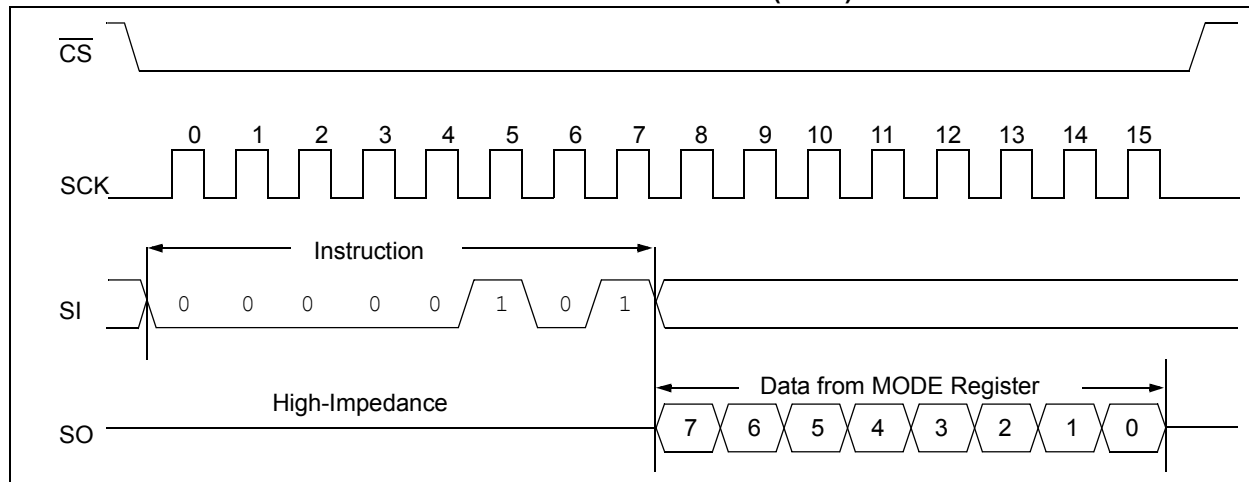 CS
0 1 2 3 4 5 6 7 8 9 10 11 12 13 14 15
SCK
Instruction
SI 0 0 0 0 0 1 0 1
Data from MODE Register
High-Impedance
SO 7 6 5 4 3 2 1 0